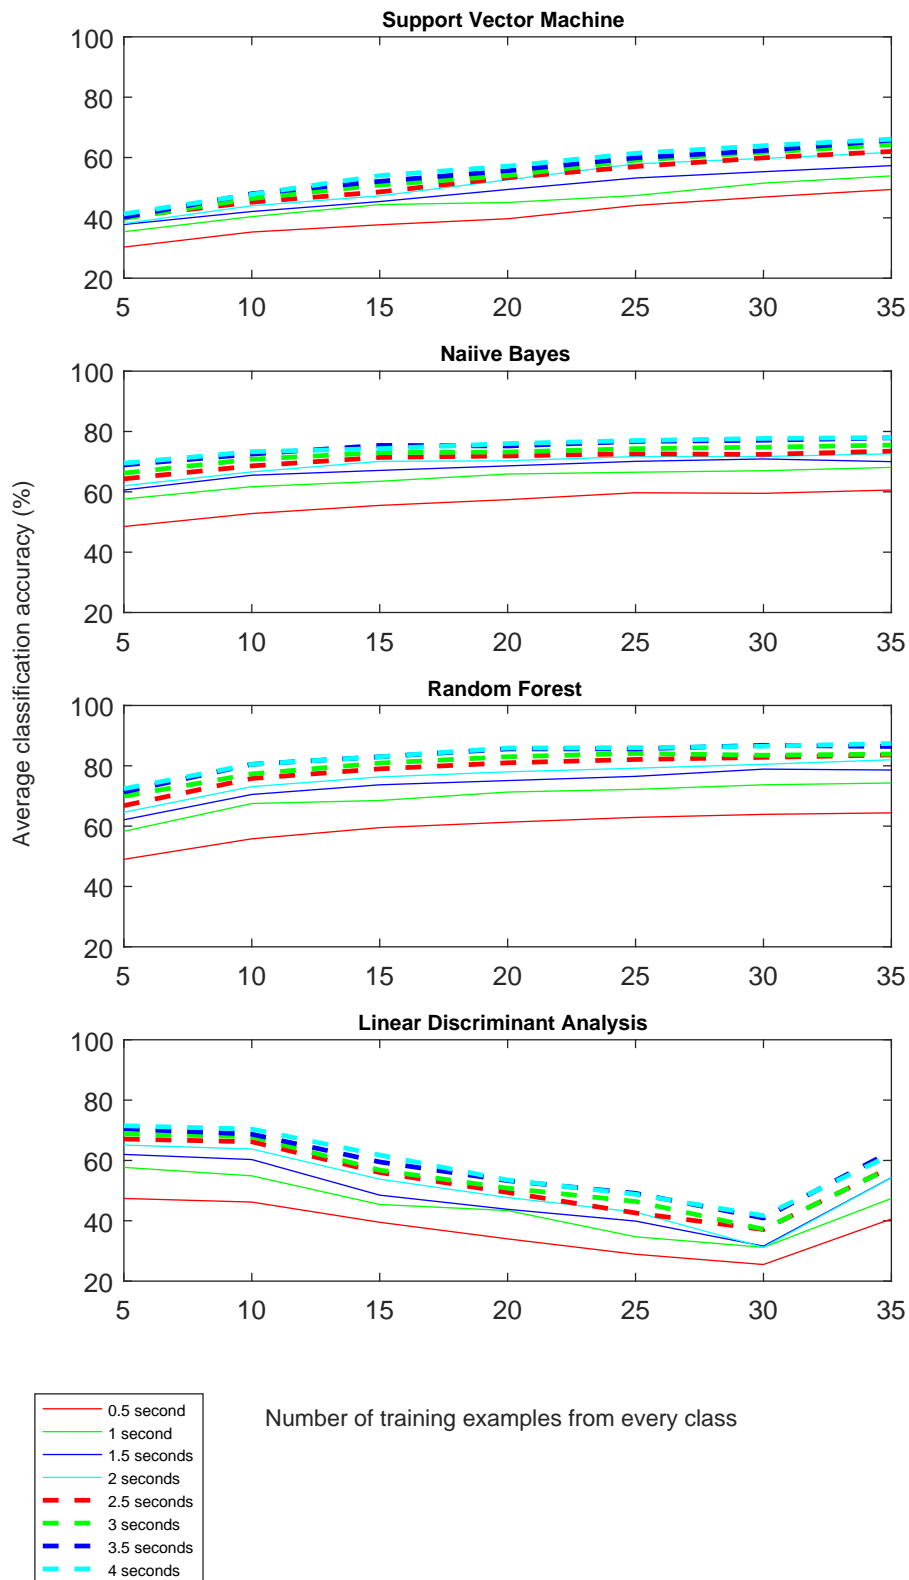 Support Vector Machine
100
80
60
40
20
5 10 15 20 25 30 35
Naiive Bayes
100
80
60
40
20
5 10 15 20 25 30 35
Average classification accuracy (%)
Random Forest
100
80
60
40
20
5 10 15 20 25 30 35
Linear Discriminant Analysis
100
80
60
40
20
5 10 15 20 25 30 35
Number of training examples from every class
0.5 second
1 second
1.5 seconds
2 seconds
2.5 seconds
3 seconds
3.5 seconds
4 seconds